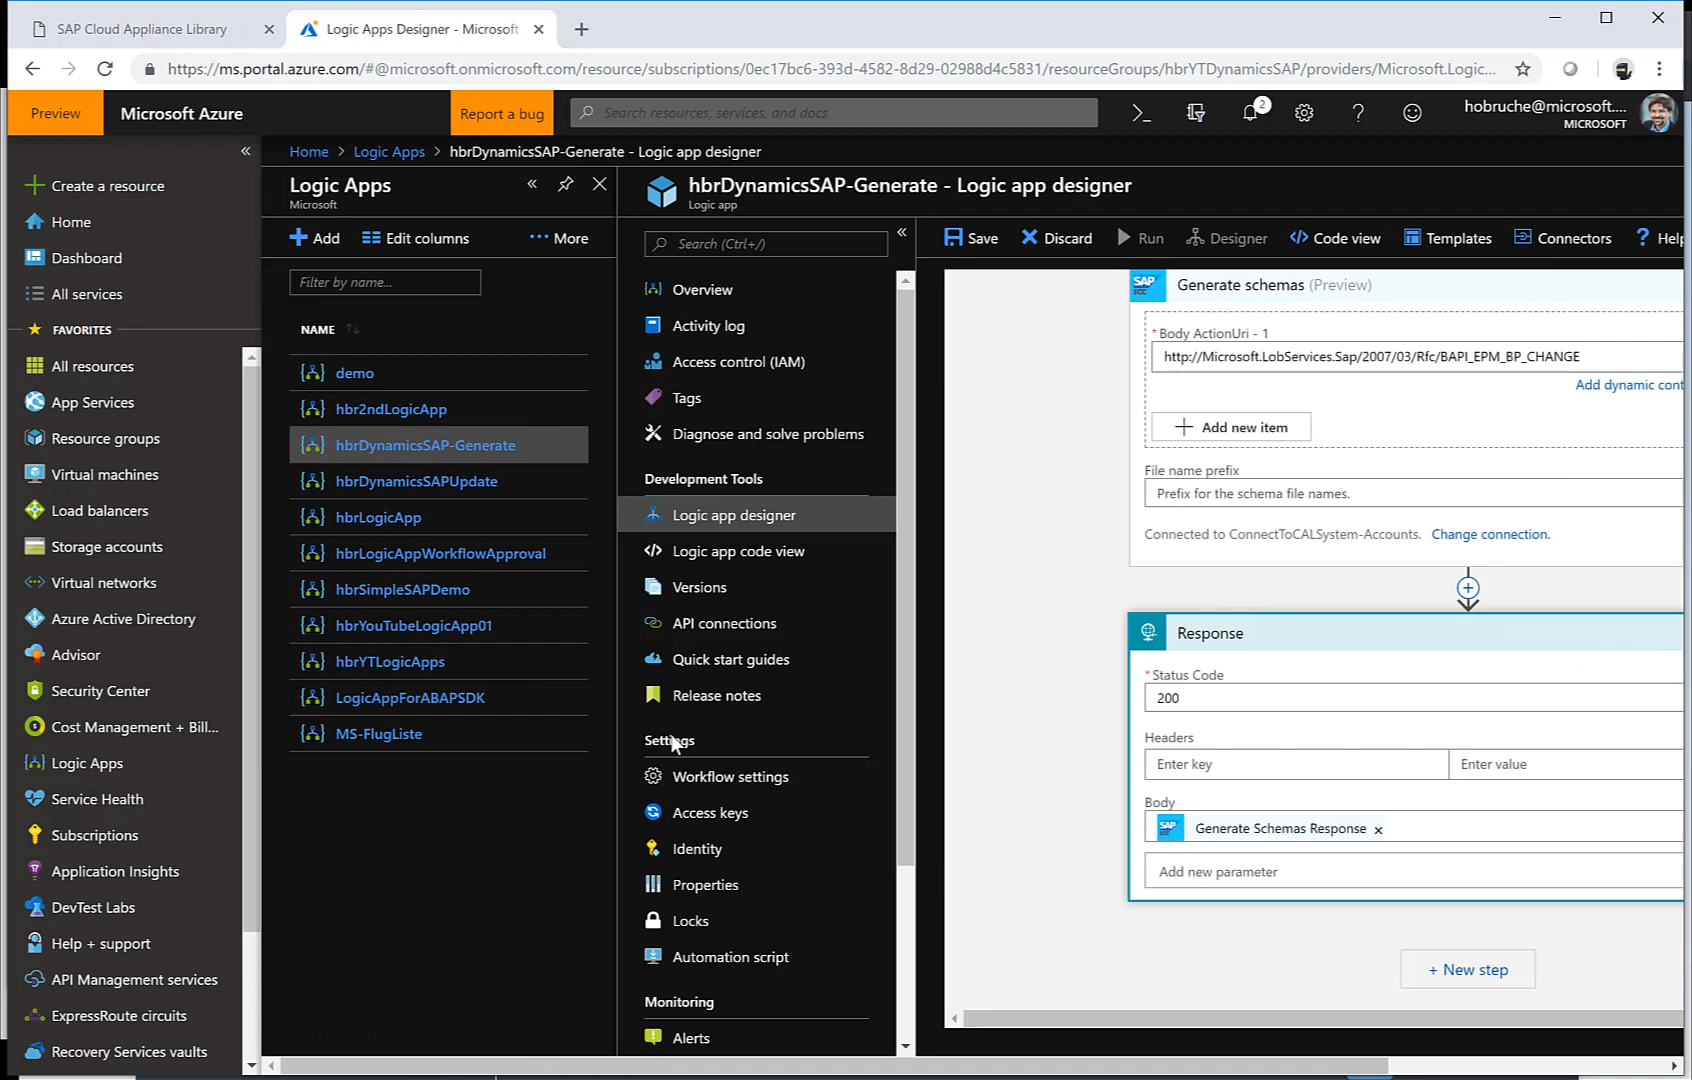 SAP Cloud Appliance Library
Logic Apps Designer - Microsoft
https://ms.portal.azure.com/#@microsoft.onmicrosoft.com/resource/subscriptions/0ec17bc6-393d-4582-8d29-02988d4c5831/resourceGroups/hbrYTDynamicsSAP/providers/Microsoft.Logic...
Preview
Microsoft Azure
Report a bug
Search resources, services, and docs
2
hobruche@microsoft....
MICROSOFT
Create a resource
Home
Dashboard
All services
FAVORITES
All resources
App Services
Resource groups
Virtual machines
Load balancers
Storage accounts
Virtual networks
Azure Active Directory
Advisor
Security Center
Cost Management + Bill...
Logic Apps
Service Health
Subscriptions
Application Insights
DevTest Labs
Help + support
API Management services
ExpressRoute circuits
Recovery Services vaults
Home > Logic Apps > hbrDynamicsSAP-Generate - Logic app designer
Logic Apps
Microsoft
Add
Edit columns
More
Filter by name...
NAME
demo
hbr2ndLogicApp
hbrDynamicsSAP-Generate
hbrDynamicsSAPUpdate
hbrLogicApp
hbrLogicAppWorkflowApproval
hbrSimpleSAPDemo
hbrYouTubeLogicApp01
hbrYTLogicApps
LogicAppForABAPSDK
MS-FlugListe
hbrDynamicsSAP-Generate - Logic app designer
Logic app
Search (Ctrl+/)
Overview
Activity log
Access control (IAM)
Tags
Diagnose and solve problems
Development Tools
Logic app designer
Logic app code view
Versions
API connections
Quick start guides
Release notes
Settings
Workflow settings
Access keys
Identity
Properties
Locks
Automation script
Monitoring
Alerts
Save
Discard
Run
Designer
Code view
Templates
Connectors
Help
SAP
ECC
Generate schemas (Preview)
* Body ActionUri - 1
http://Microsoft.LobServices.Sap/2007/03/Rfc/BAPI_EPM_BP_CHANGE
Add dynamic cont
Add new item
File name prefix
Prefix for the schema file names.
Connected to ConnectToCALSystem-Accounts. Change connection.
Response
* Status Code
200
Headers
Enter key
Enter value
Body
SAP
ECC
Generate Schemas Response
Add new parameter
+ New step